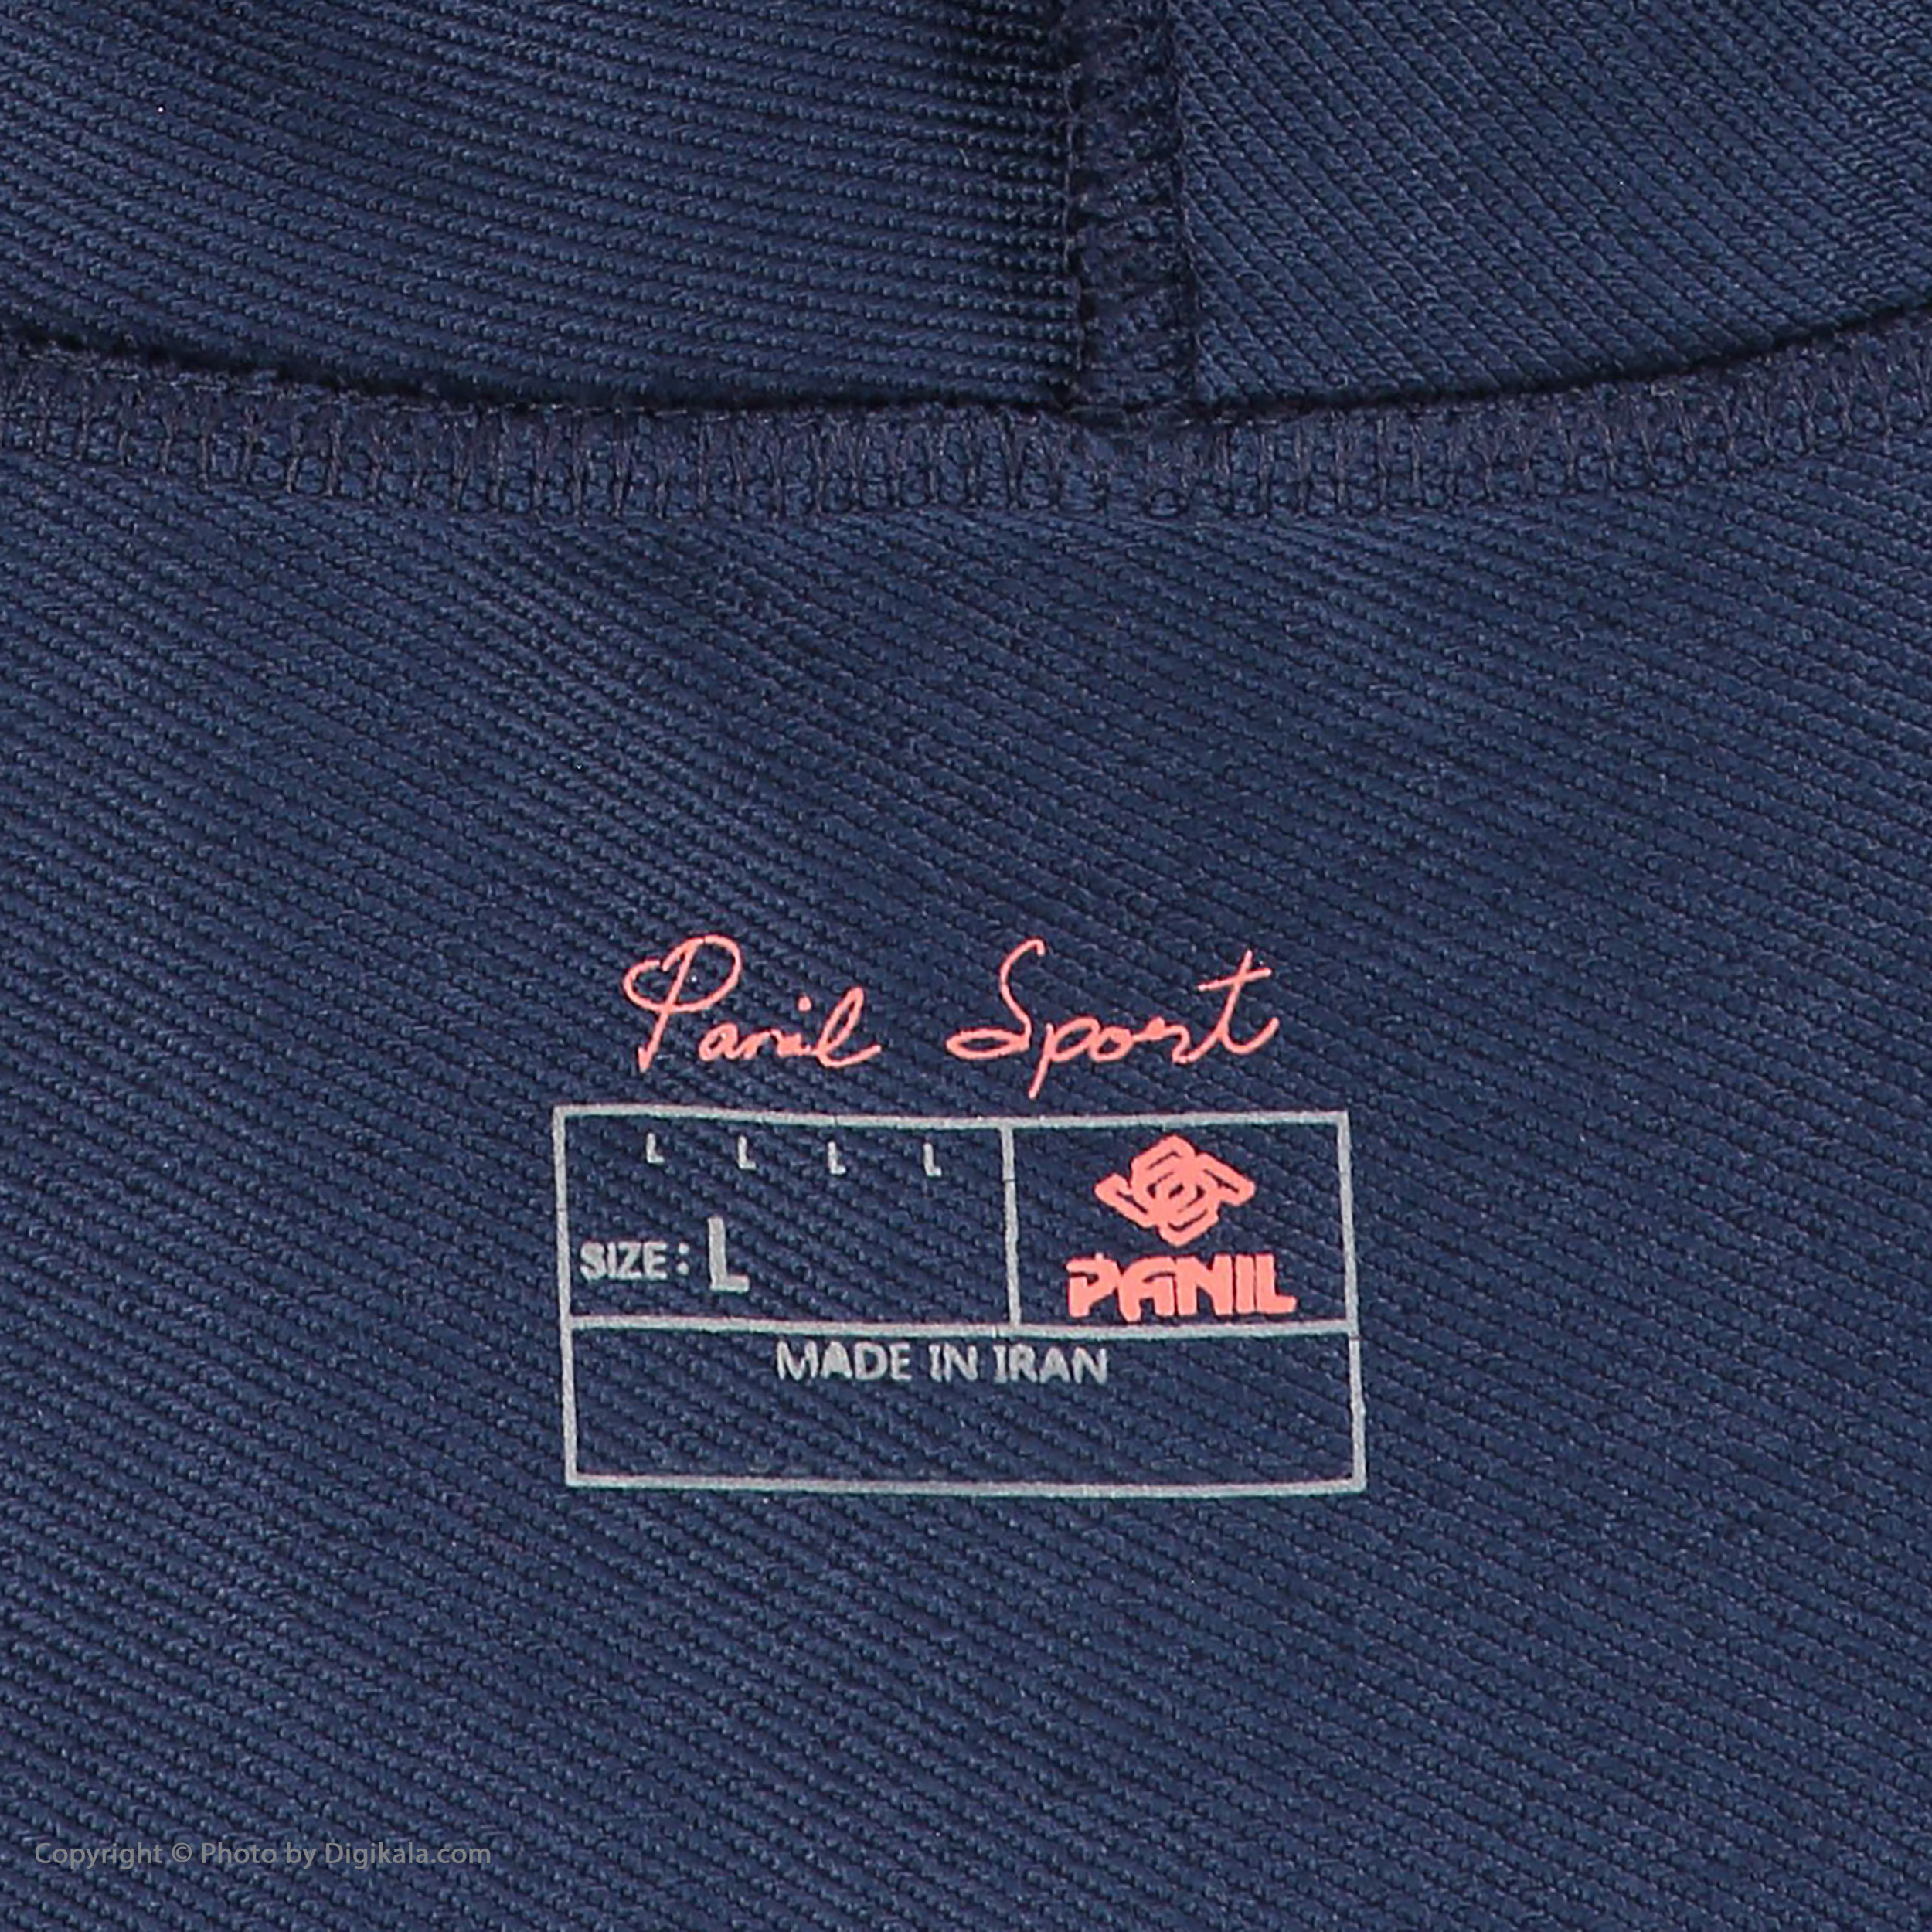 Panil Sport
L L L L
SIZE: L
PANIL
MADE IN IRAN
Copyright © Photo by Digikala.com